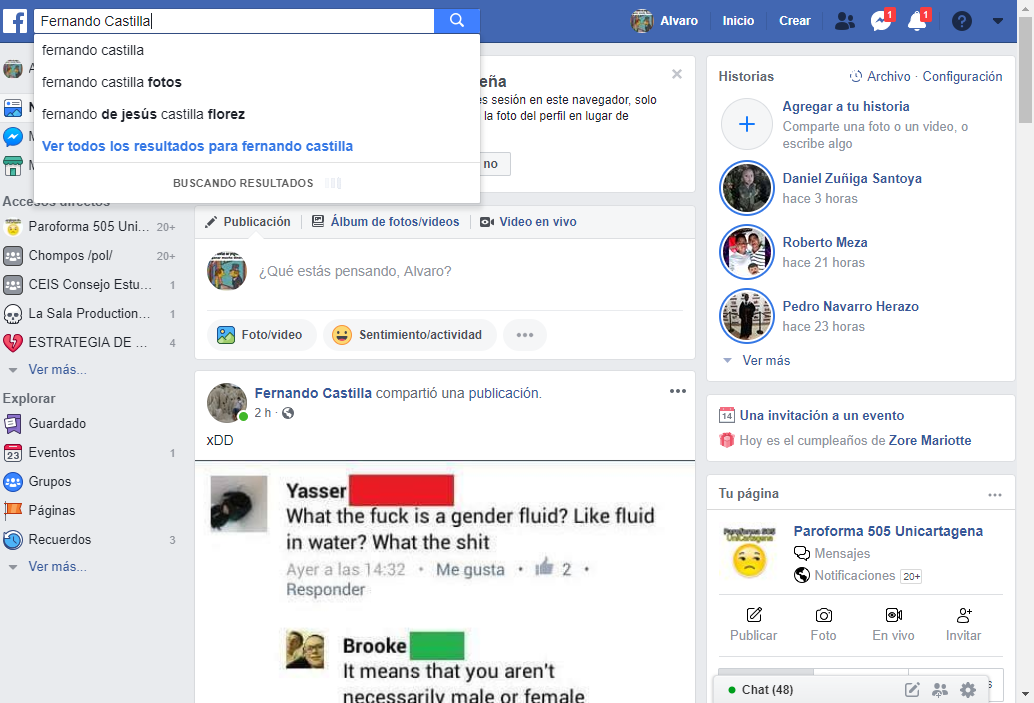 Fernando Castilla
Alvaro
Inicio
Crear
1
1
fernando castilla
fernando castilla fotos
fernando de jesús castilla florez
Ver todos los resultados para fernando castilla
BUSCANDO RESULTADOS
Accesos directos
Paroforma 505 Uni... 20+
Chompos /pol/ 20+
CEIS Consejo Estu... 1
La Sala Production... 1
ESTRATEGIA DE ... 4
Ver más...
Explorar
Guardado
Eventos 1
Grupos
Páginas
Recuerdos 3
Ver más...
eña
es sesión en este navegador, solo
la foto del perfil en lugar de
no
Publicación
Álbum de fotos/videos
Video en vivo
¿Qué estás pensando, Alvaro?
Foto/video
Sentimiento/actividad
Fernando Castilla compartió una publicación.
2 h ·
xDD
Yasser
What the fuck is a gender fluid? Like fluid
in water? What the shit
Ayer a las 14:32 • Me gusta • 2 •
Responder
Brooke
It means that you aren't
necessarily male or female
Historias
Archivo · Configuración
Agregar a tu historia
Comparte una foto o un video, o
escribe algo
Daniel Zuñiga Santoya
hace 3 horas
Roberto Meza
hace 21 horas
Pedro Navarro Herazo
hace 23 horas
Ver más
14
Una invitación a un evento
Hoy es el cumpleaños de Zore Mariotte
Tu página
Paroforma 505 Unicartagena
Mensajes
Notificaciones 20+
Publicar
Foto
En vivo
Invitar
Chat (48)